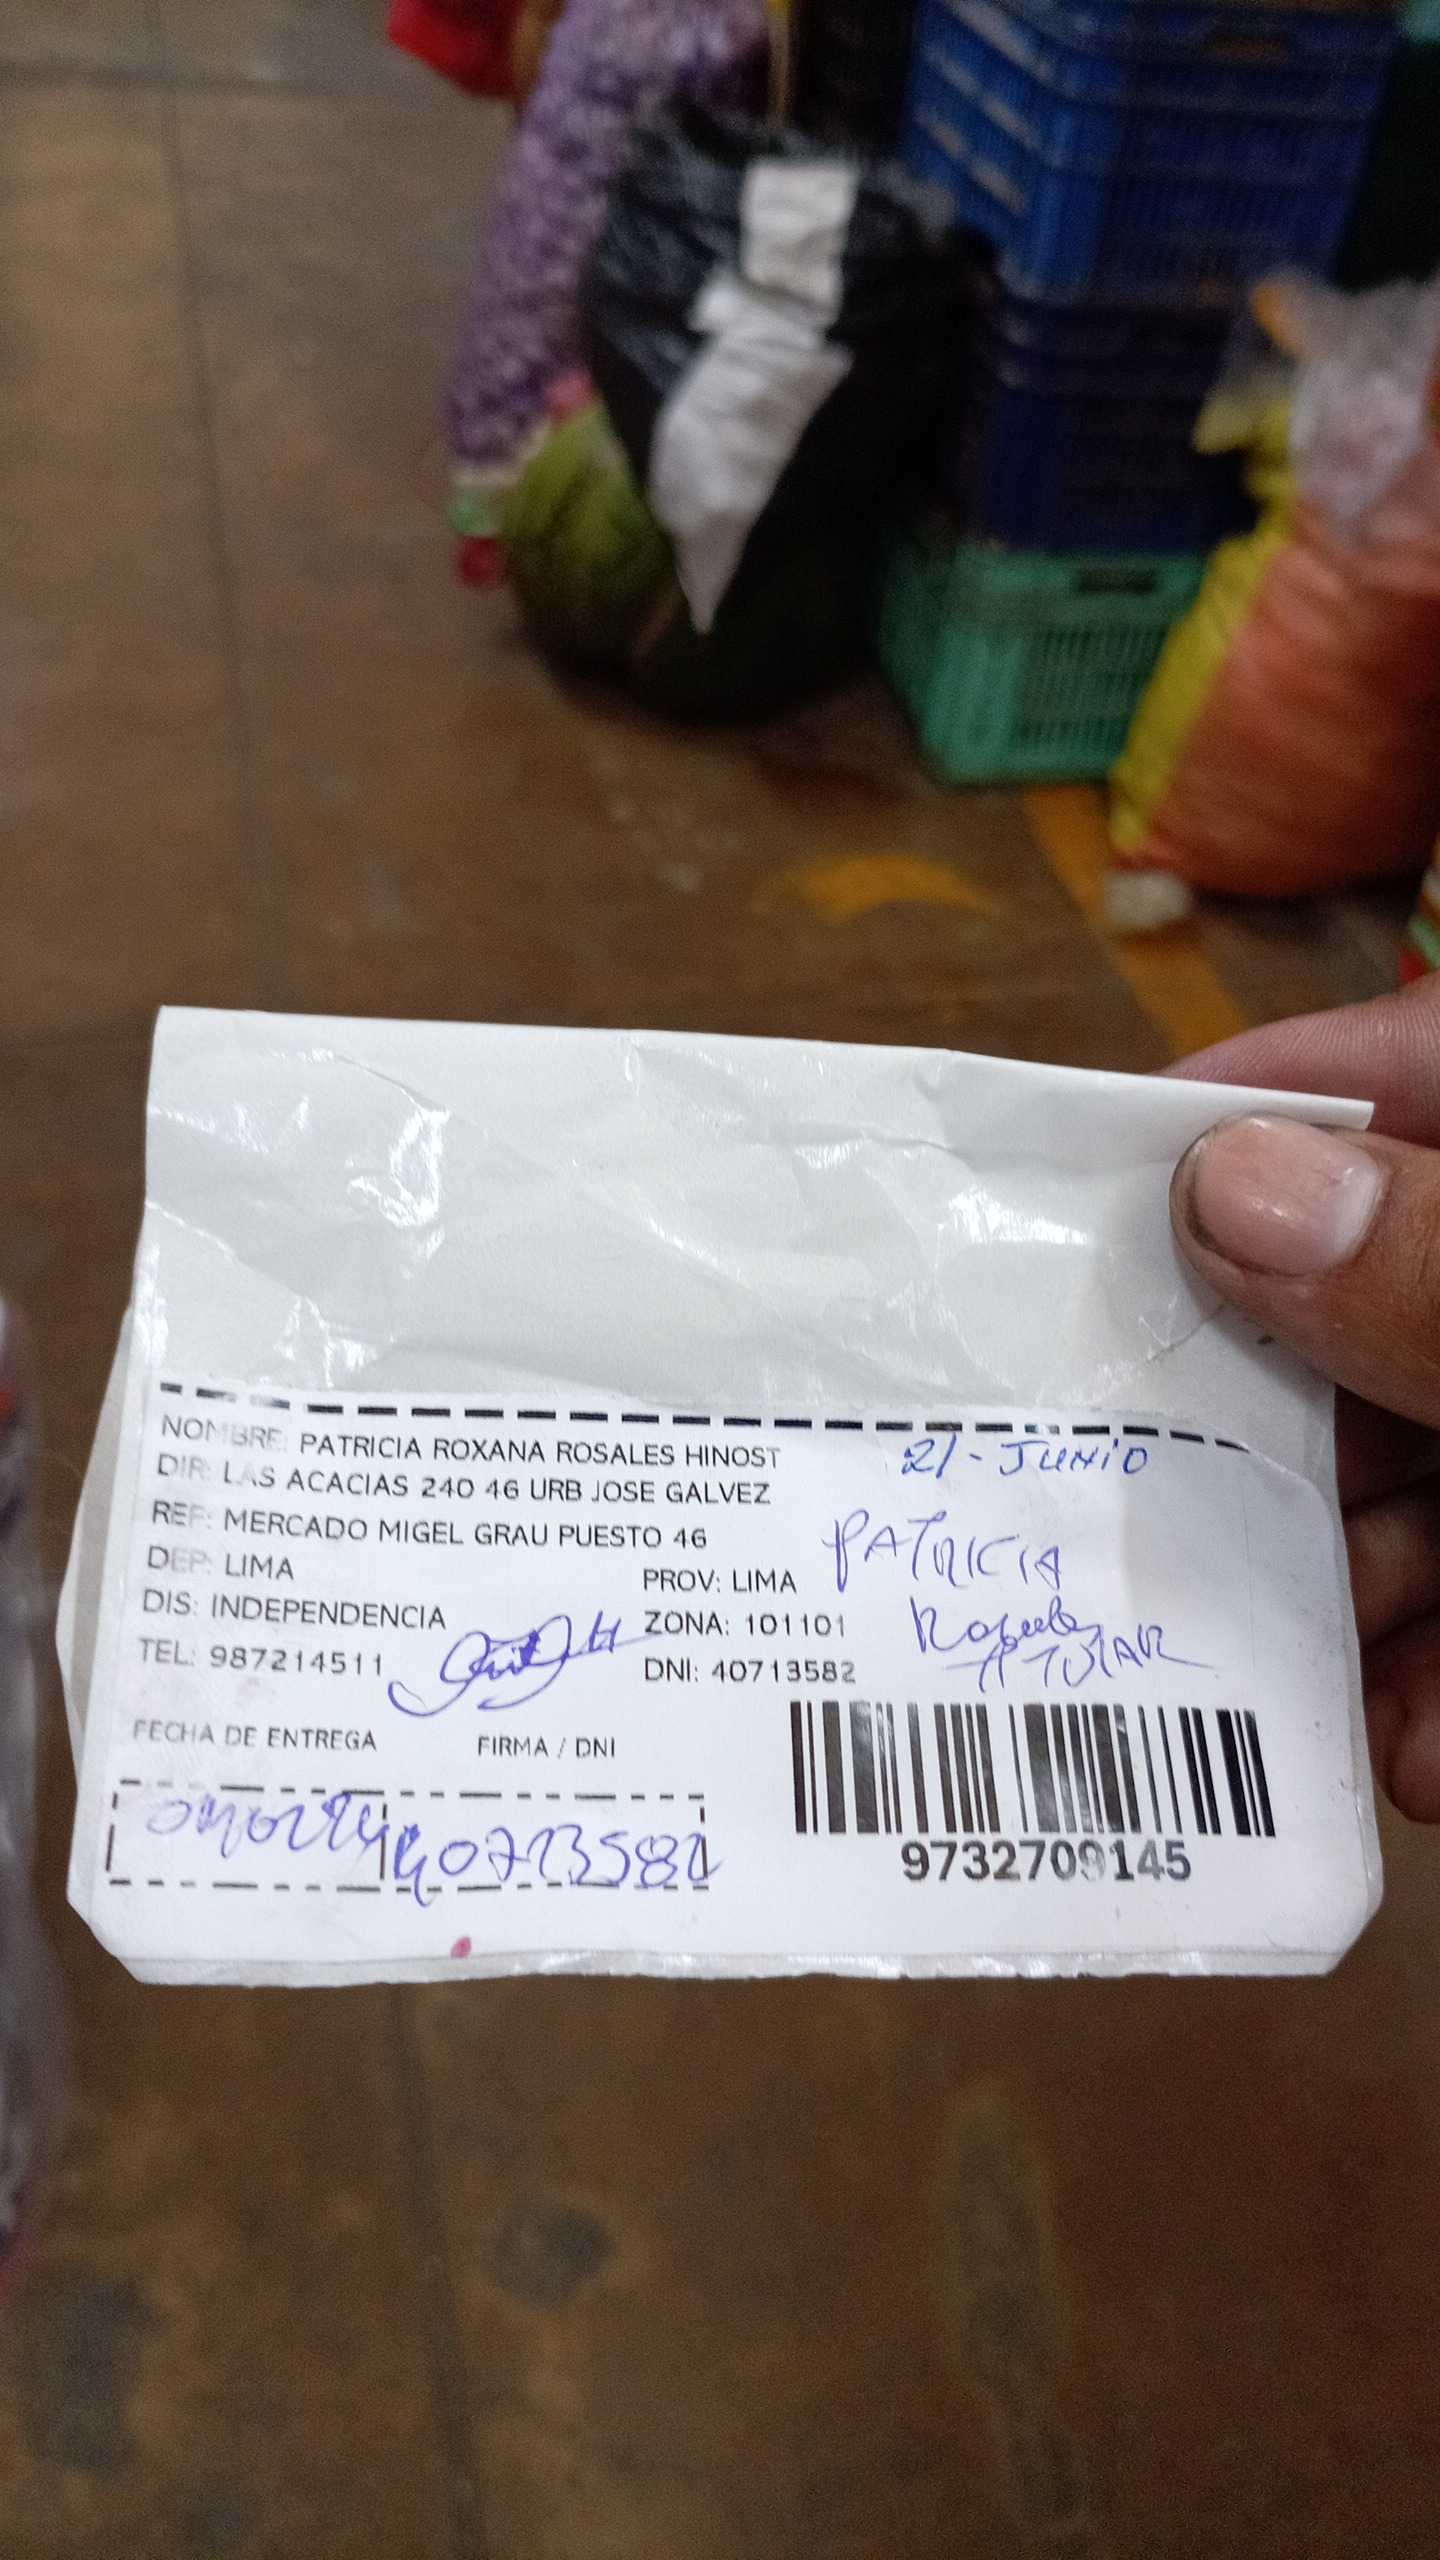 NOMBRE: PATRICIA ROXANA ROSALES HINOST
21 - JUNIO
DIR: LAS ACACIAS 240 46 URB JOSE GALVEZ
REF: MERCADO MIGEL GRAU PUESTO 46
PATRICIA
DEP: LIMA
PROV: LIMA
DIS: INDEPENDENCIA
ZONA: 101101
TEL: 987214511
DNI: 40713582
FECHA DE ENTREGA
FIRMA / DNI
40713582
9732709145